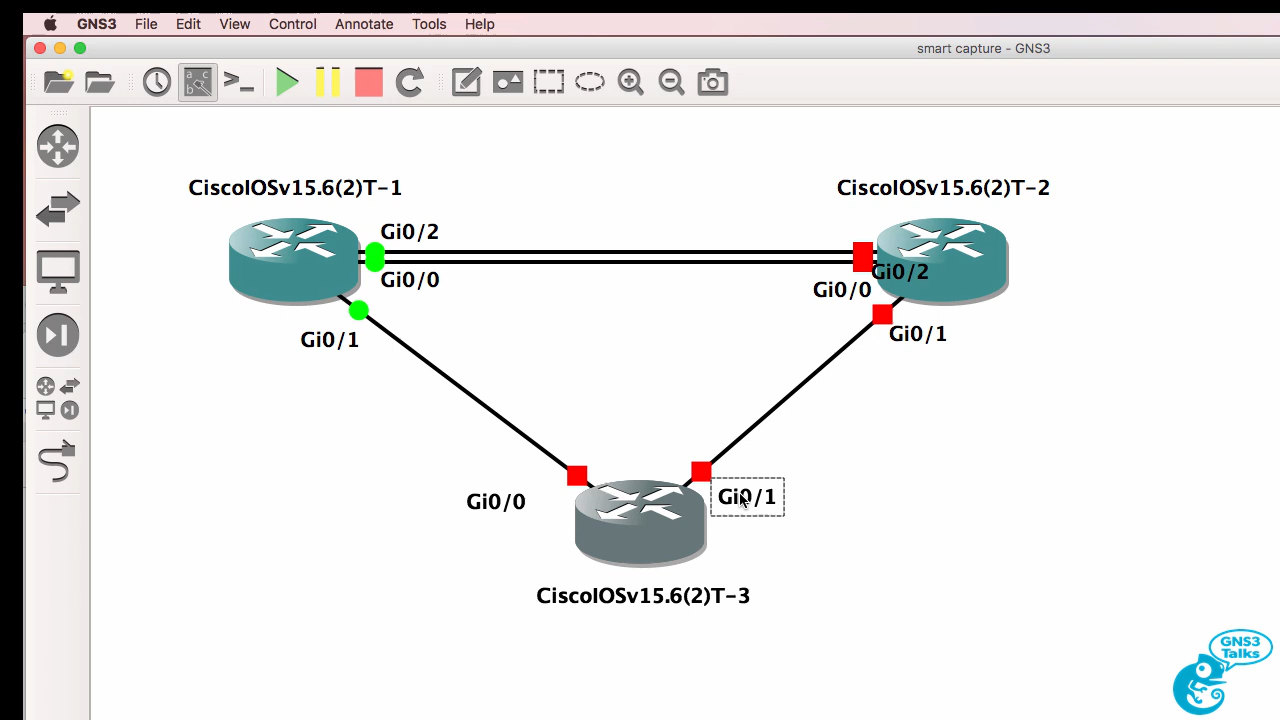 GNS3 File Edit View Control Annotate Tools Help
smart capture - GNS3
a c
b
CiscoIOSv15.6(2)T-1
CiscoIOSv15.6(2)T-2
Gi0/2
Gi0/2
Gi0/0
Gi0/0
Gi0/1
Gi0/1
Gi0/0
Gi0/1
CiscoIOSv15.6(2)T-3
GNS3
Talks